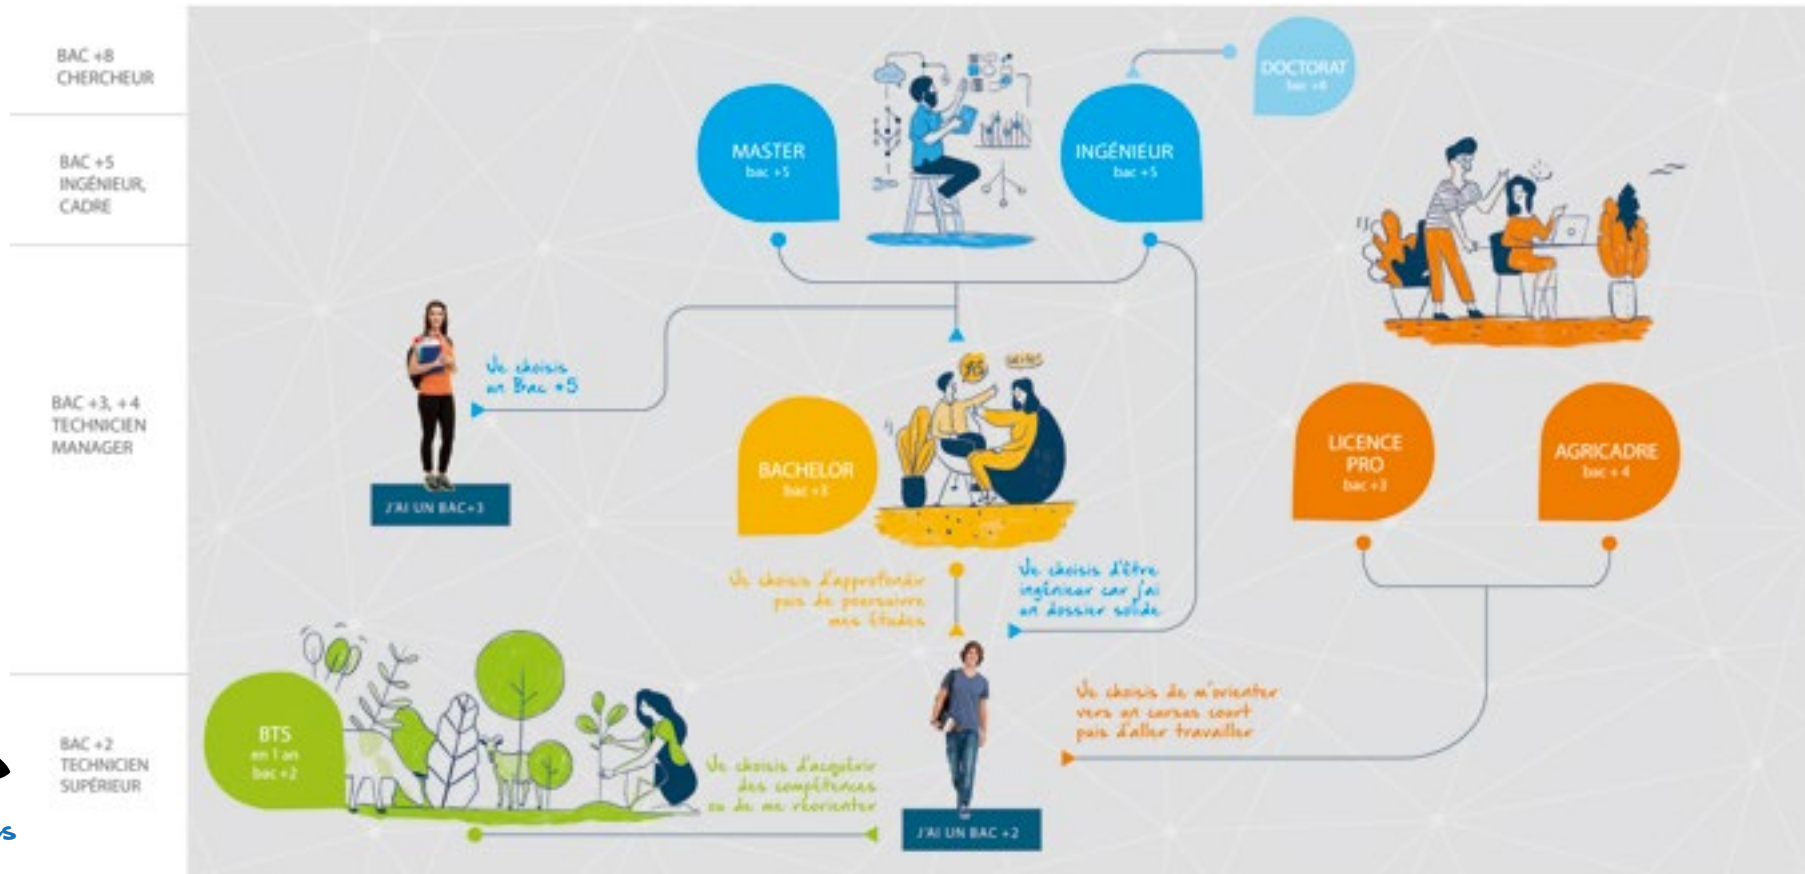 BAC +8
CHERCHEUR
BAC +5
INGÉNIEUR,
CADRE
BAC +3, +4
TECHNICIEN
MANAGER
BAC +2
TECHNICIEN
SUPÉRIEUR
DOCTORAT
bac +8
MASTER
bac +5
INGÉNIEUR
bac +5
Je choisis
un Bac +5
J'AI UN BAC+3
BACHELOR
bac +3
YES
LICENCE
PRO
bac +3
AGRICADRE
bac + 4
Je choisis d'approfondir
puis de poursuivre
mes études
Je choisis d'être
ingénieur car j'ai
un dossier solide
Je choisis de m'orienter
vers un cursus court
puis d'aller travailler
BTS
en 1 an
bac +2
Je choisis d'acquérir
des compétences
ou de me réorienter
J'AI UN BAC +2